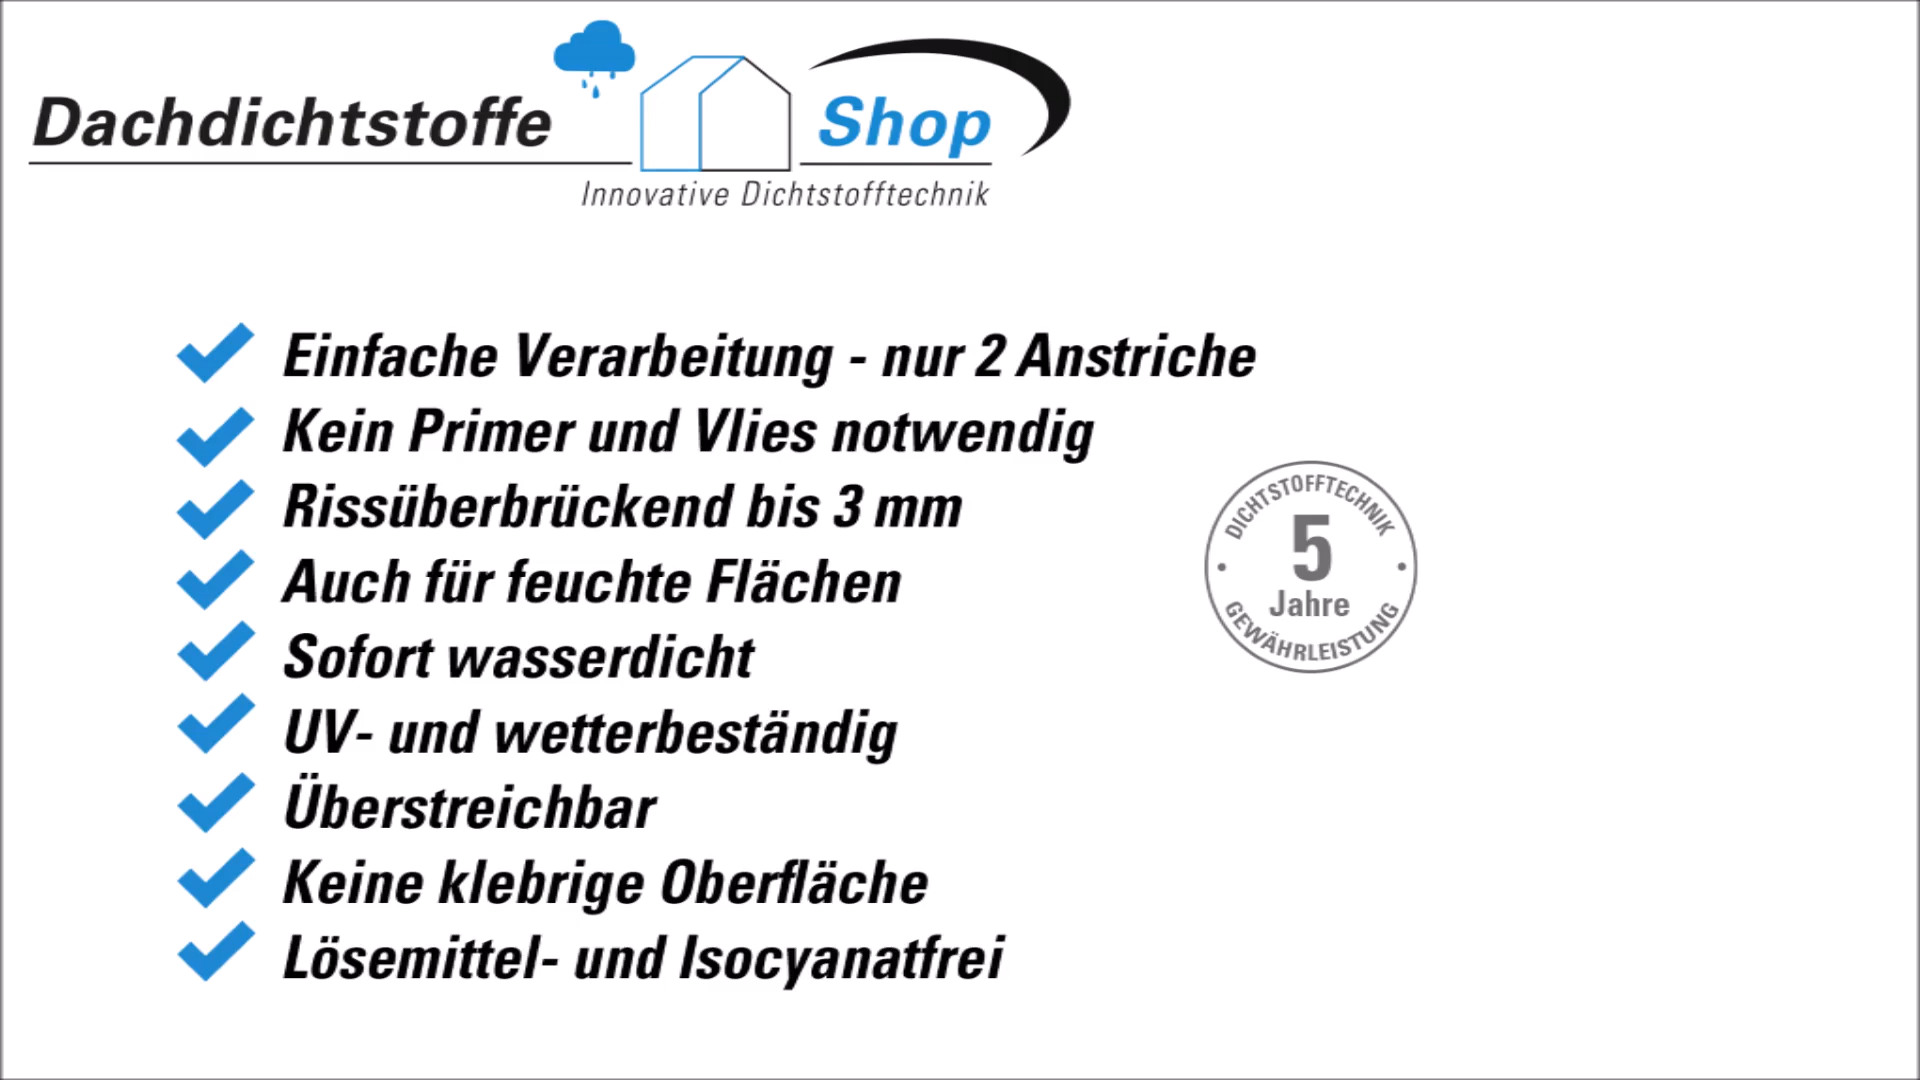 Dachdichtstoffe Shop
Innovative Dichtstofftechnik
Einfache Verarbeitung - nur 2 Anstriche
Kein Primer und Vlies notwendig
Rissüberbrückend bis 3 mm
Auch für feuchte Flächen
Sofort wasserdicht
UV- und wetterbeständig
Überstreichbar
Keine klebrige Oberfläche
Lösemittel- und Isocyanatfrei
DICHTSTOFFTECHNIK
5
Jahre
GEWÄHRLEISTUNG